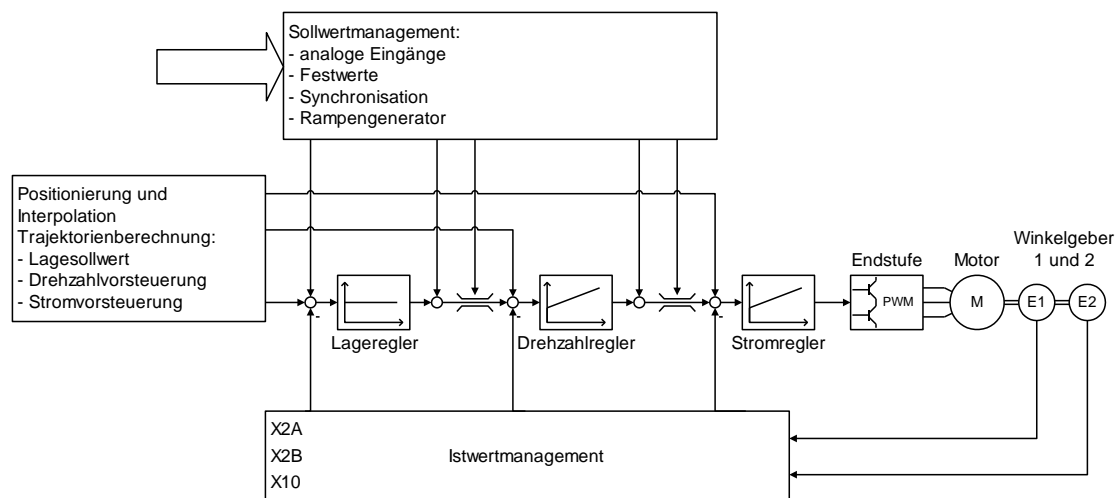 Sollwertmanagement:
- analoge Eingänge
- Festwerte
- Synchronisation
- Rampengenerator
Positionierung und
Interpolation
Trajektorienberechnung:
- Lagesollwert
- Drehzahlvorsteuerung
- Stromvorsteuerung
Winkelgeber
1 und 2
Endstufe
Motor
PWM
M
E1
E2
-
-
-
Lageregler
Drehzahlregler
Stromregler
X2A
X2B
X10
Istwertmanagement